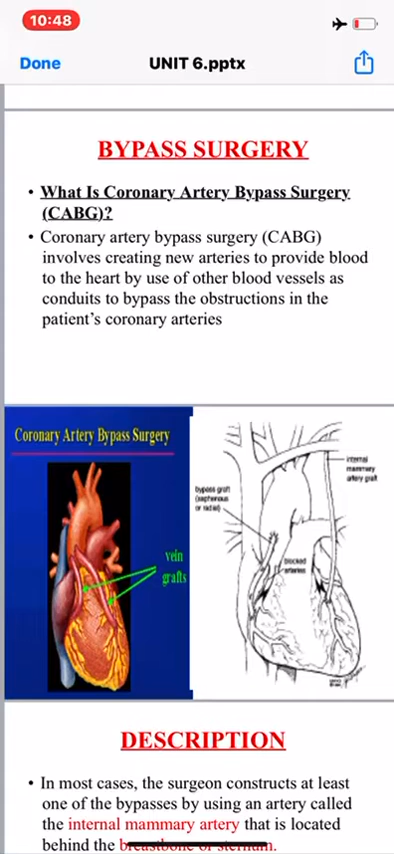 10:48
Done
UNIT 6.pptx
BYPASS SURGERY
• What Is Coronary Artery Bypass Surgery
(CABG)?
• Coronary artery bypass surgery (CABG)
involves creating new arteries to provide blood
to the heart by use of other blood vessels as
conduits to bypass the obstructions in the
patient's coronary arteries
Coronary Artery Bypass Surgery
vein
grafts
internal
mammary
artery graft
bypass graft
(saphenous
or radial)
blocked
arteries
DESCRIPTION
• In most cases, the surgeon constructs at least
one of the bypasses by using an artery called
the internal mammary artery that is located
behind the breastbone or sternum.